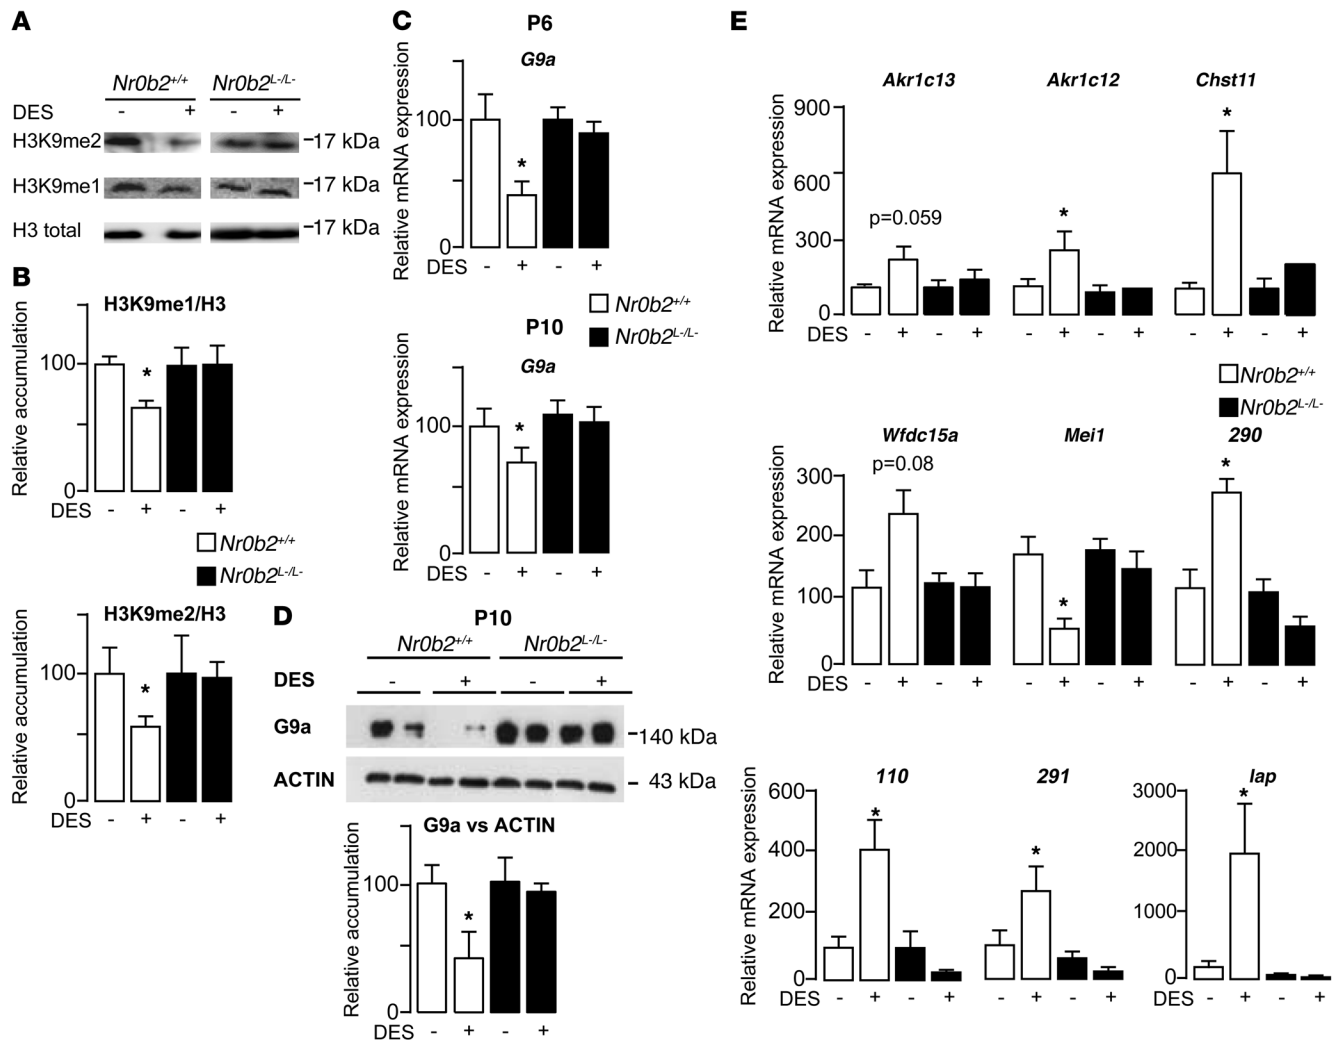 A
Nr0b2+/+ Nr0b2L-/L-
DES - + - +
H3K9me2 17 kDa
H3K9me1 17 kDa
H3 total 17 kDa
B
H3K9me1/H3
Relative accumulation
100
0
DES - + - +
Nr0b2+/+
Nr0b2L-/L-
H3K9me2/H3
Relative accumulation
100
0
DES - + - +
C
P6
G9a
Relative mRNA expression
100
*
0
DES - + - +
Nr0b2+/+
Nr0b2L-/L-
P10
G9a
Relative mRNA expression
100
*
0
DES - + - +
D
P10
Nr0b2+/+ Nr0b2L-/L-
DES - + - +
G9a 140 kDa
ACTIN 43 kDa
G9a vs ACTIN
Relative accumulation
100
*
0
DES - + - +
E
Akr1c13 Akr1c12 Chst11
Relative mRNA expression
900
600
300
0
p=0.059 * *
DES - + - + - + - + - + - +
Nr0b2+/+
Nr0b2L-/L-
Wfdc15a Mei1 290
Relative mRNA expression
p=0.08 * *
300
200
100
0
DES - + - + - + - + - + - +
110 291 lap
Relative mRNA expression
600
400
200
0
* * *
3000
2000
1000
0
DES - + - + - + - + DES - + - +